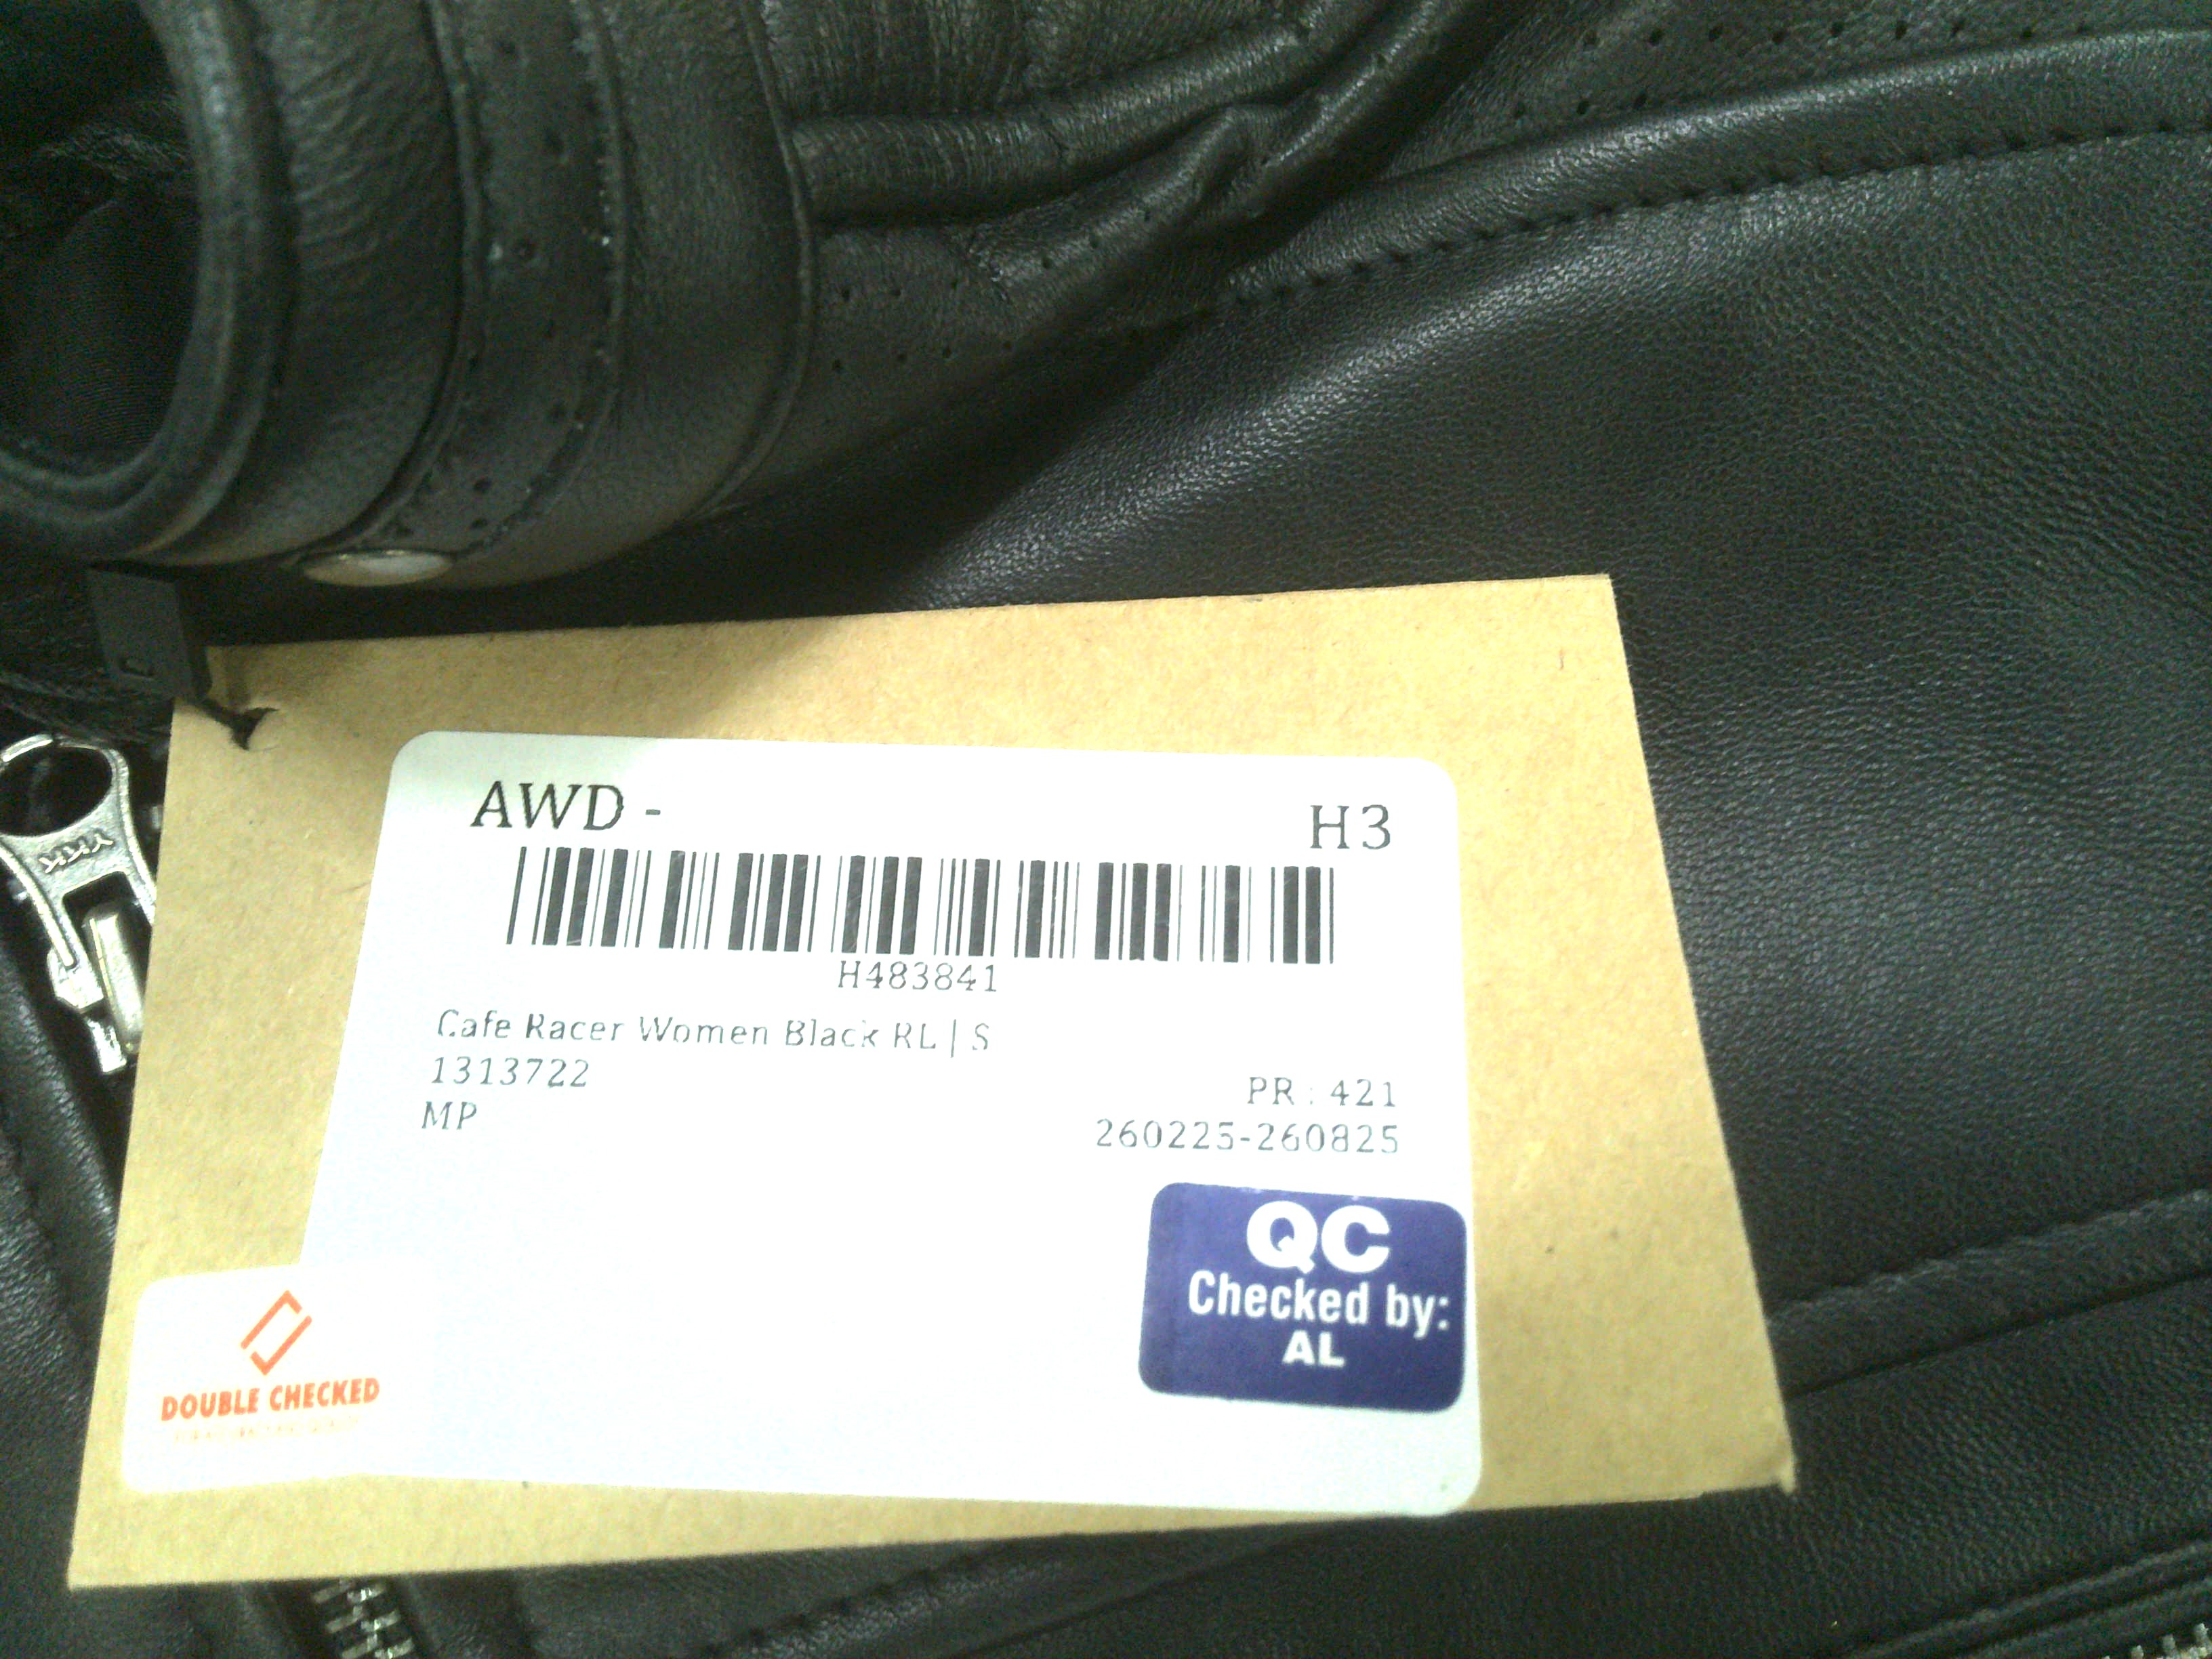 YKK
AWD -
H3
H483841
Cafe Racer Women Black RL | S
1313722
PR : 421
MP
260225-260825
QC
Checked by:
AL
DOUBLE CHECKED